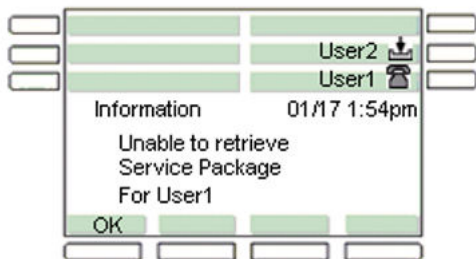 User2
User1
Information 01/17 1:54pm
Unable to retrieve
Service Package
For User1
OK